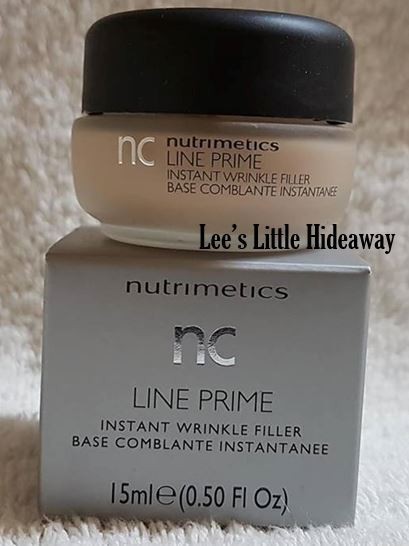 nc nutrimetics
LINE PRIME
INSTANT WRINKLE FILLER
BASE COMBLANTE INSTANTANEE
Lee's Little Hideaway
nutrimetics
nc
LINE PRIME
INSTANT WRINKLE FILLER
BASE COMBLANTE INSTANTANEE
15ml℮(0.50 Fl Oz)